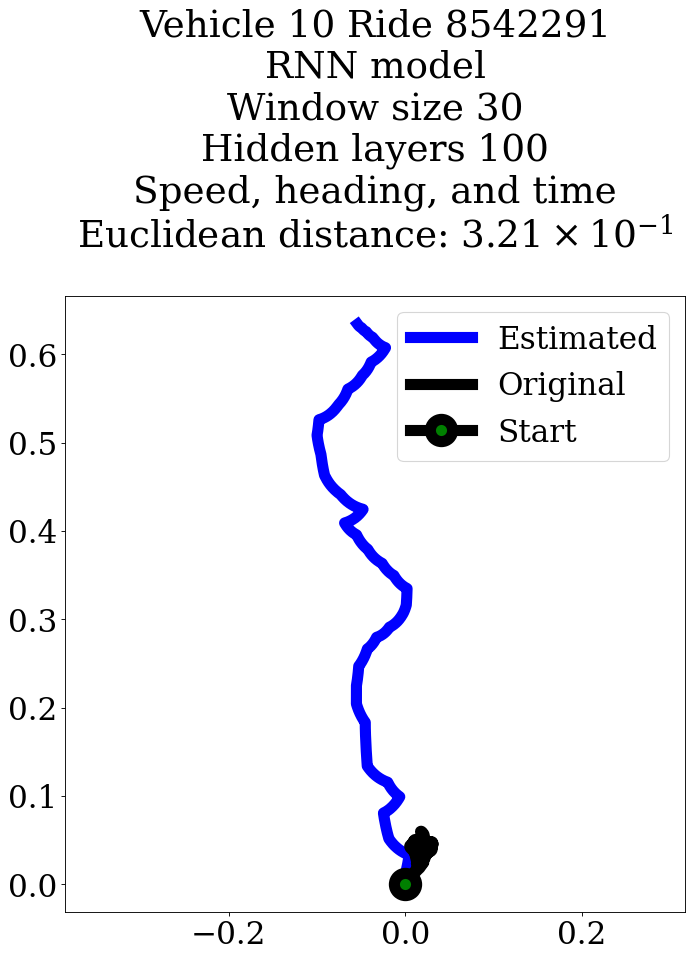 Vehicle 10 Ride 8542291
RNN model
Window size 30
Hidden layers 100
Speed, heading, and time
Euclidean distance: 3.21 × 10⁻¹
Estimated
Original
Start
0.6
0.5
0.4
0.3
0.2
0.1
0.0
−0.2 0.0 0.2